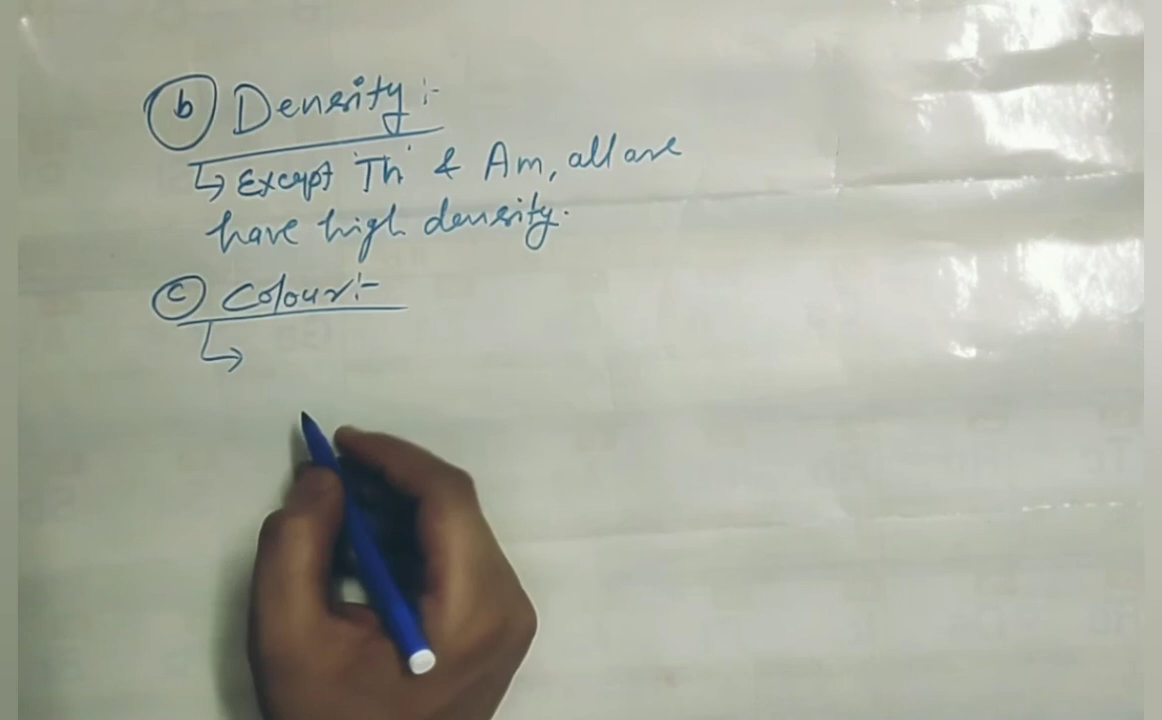 b Density :-
↳ Except Th & Am, all are
have high density.
c Colour :-
↳